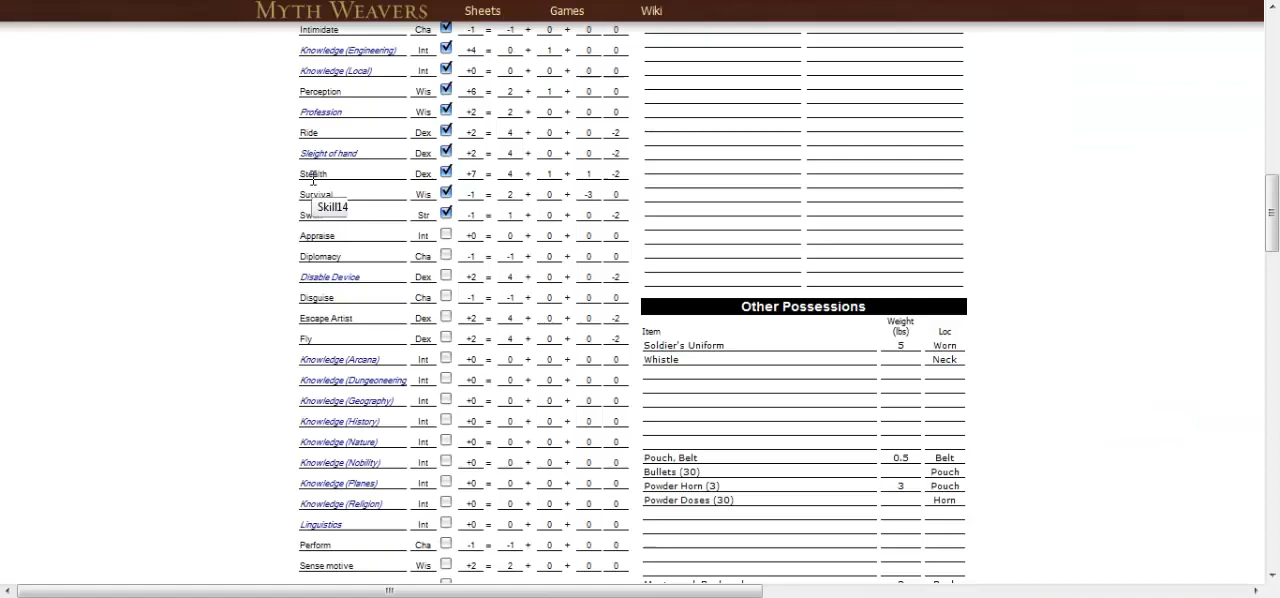 MYTH WEAVERS Sheets Games Wiki
Intimidate Cha -1 = -1 + 0 + 0 0
Knowledge (Engineering) Int +4 = 0 + 1 + 0 0
Knowledge (Local) Int +0 = 0 + 0 + 0 0
Perception Wis +6 = 2 + 1 + 0 0
Profession Wis +2 = 2 + 0 + 0 0
Ride Dex +2 = 4 + 0 + 0 -2
Sleight of hand Dex +2 = 4 + 0 + 0 -2
Stealth Dex +7 = 4 + 1 + 1 -2
Survival Wis -1 = 2 + 0 + -3 0
Skill14
Str -1 = 1 + 0 + 0 -2
Appraise Int +0 = 0 + 0 + 0 0
Diplomacy Cha -1 = -1 + 0 + 0 0
Disable Device Dex +2 = 4 + 0 + 0 -2
Disguise Cha -1 = -1 + 0 + 0 0
Escape Artist Dex +2 = 4 + 0 + 0 -2
Fly Dex +2 = 4 + 0 + 0 -2
Knowledge (Arcana) Int +0 = 0 + 0 + 0 0
Knowledge (Dungeoneering Int +0 = 0 + 0 + 0 0
Knowledge (Geography) Int +0 = 0 + 0 + 0 0
Knowledge (History) Int +0 = 0 + 0 + 0 0
Knowledge (Nature) Int +0 = 0 + 0 + 0 0
Knowledge (Nobility) Int +0 = 0 + 0 + 0 0
Knowledge (Planes) Int +0 = 0 + 0 + 0 0
Knowledge (Religion) Int +0 = 0 + 0 + 0 0
Linguistics Int +0 = 0 + 0 + 0 0
Perform Cha -1 = -1 + 0 + 0 0
Sense motive Wis +2 = 2 + 0 + 0 0
Other Possessions
Item Weight (lbs) Loc
Soldier's Uniform 5 Worn
Whistle Neck
Pouch, Belt 0.5 Belt
Bullets (30) Pouch
Powder Horn (3) 3 Pouch
Powder Doses (30) Horn